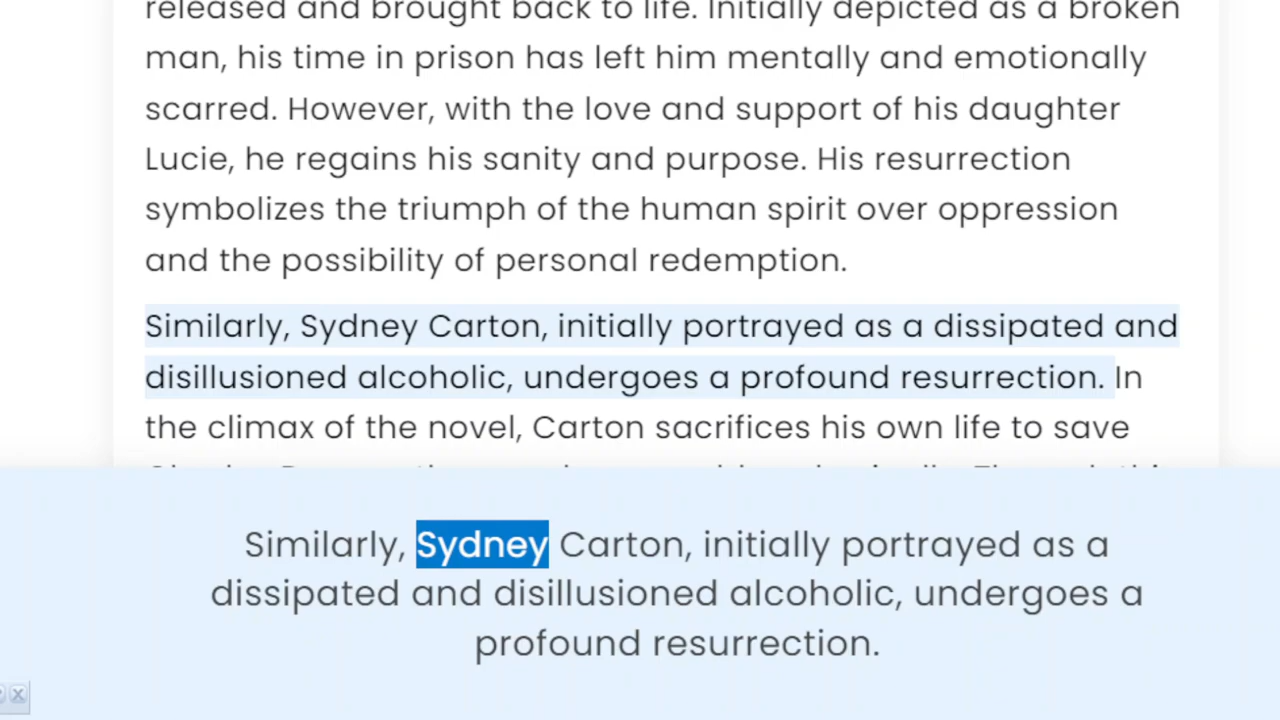 released and brought back to life. Initially depicted as a broken
man, his time in prison has left him mentally and emotionally
scarred. However, with the love and support of his daughter
Lucie, he regains his sanity and purpose. His resurrection
symbolizes the triumph of the human spirit over oppression
and the possibility of personal redemption.
Similarly, Sydney Carton, initially portrayed as a dissipated and
disillusioned alcoholic, undergoes a profound resurrection. In
the climax of the novel, Carton sacrifices his own life to save
Similarly, Sydney Carton, initially portrayed as a
dissipated and disillusioned alcoholic, undergoes a
profound resurrection.